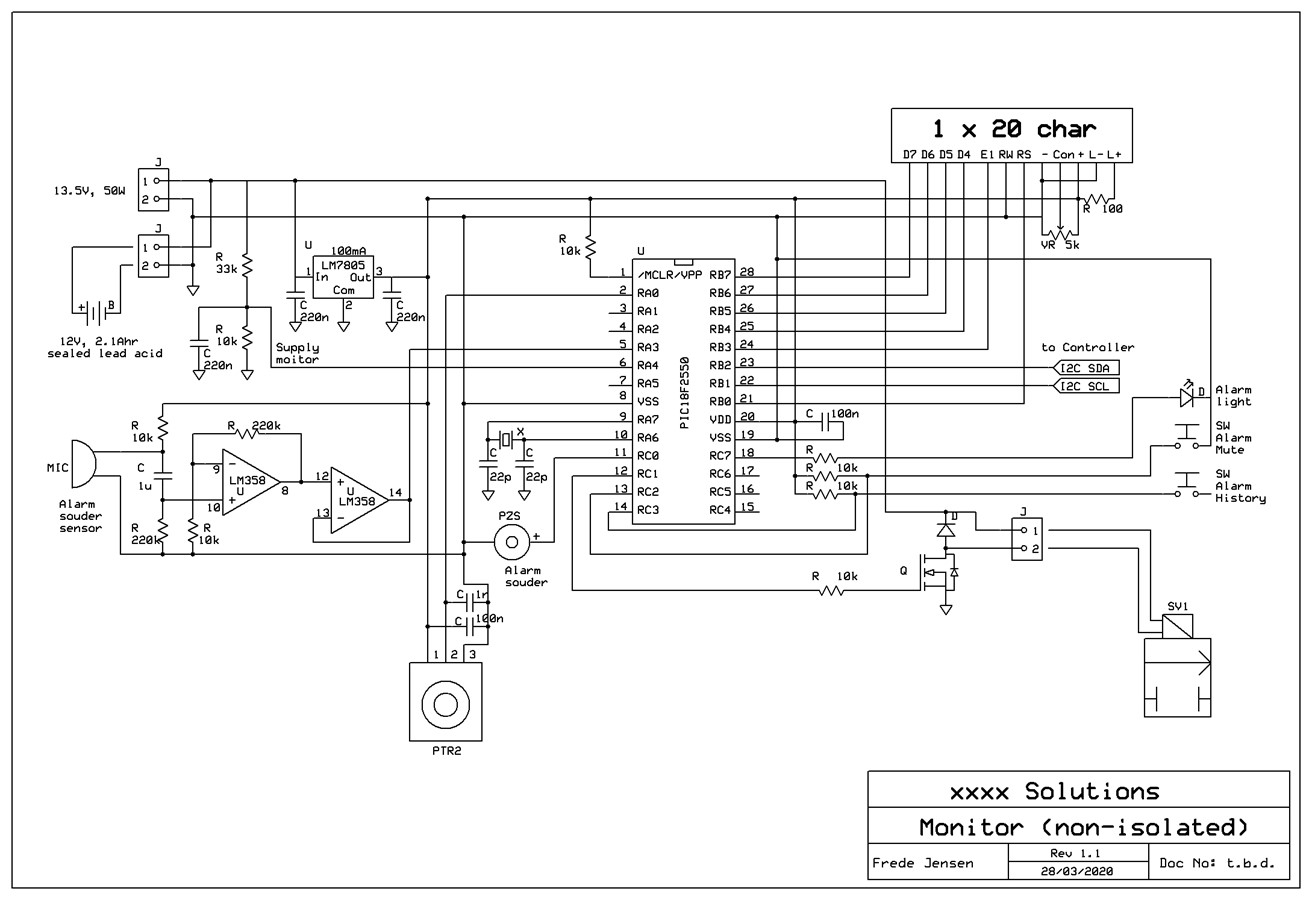 1 x 20 char
D7 D6 D5 D4 E1 RW RS - Con + L- L+
R 100
VR 5k
J
13.5V, 50W
1
2
J
1
2
+ B
12V, 2.1Ahr
sealed lead acid
R
33k
R
10k
C
220n
Supply
moitor
U
100mA
LM7805
1 In Out 3
Com
2
C
220n
C
220n
R
10k
U
PIC18F2550
1 /MCLR/VPP RB7 28
2 RA0 RB6 27
3 RA1 RB5 26
4 RA2 RB4 25
5 RA3 RB3 24
6 RA4 RB2 23
7 RA5 RB1 22
8 VSS RB0 21
9 RA7 VDD 20
10 RA6 VSS 19
11 RC0 RC7 18
12 RC1 RC6 17
13 RC2 RC5 16
14 RC3 RC4 15
to Controller
I2C SDA
I2C SCL
C 100n
R
R 10k
R 10k
D
Alarm
light
SW
Alarm
Mute
SW
Alarm
History
MIC
Alarm
souder
sensor
R
10k
C
1u
R
220k
R 220k
R
10k
9 -
LM358
U
10 +
8
12 +
U
LM358
13 -
14
X
C
22p
C
22p
PZS
+
Alarm
souder
C 1n
C 100n
1 2 3
PTR2
R 10k
Q
D
J
1
2
SV1
xxxx Solutions
Monitor (non-isolated)
Frede Jensen
Rev 1.1
28/03/2020
Doc No: t.b.d.